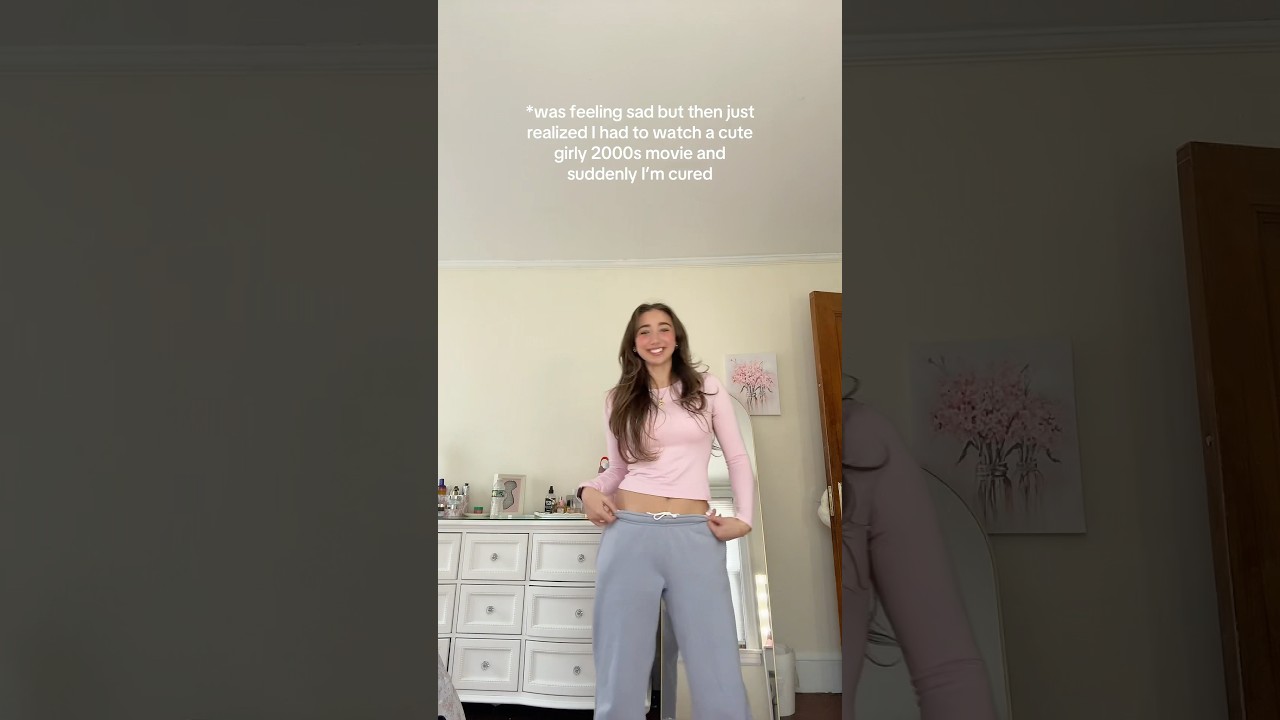 *was feeling sad but then just
realized I had to watch a cute
girly 2000s movie and
suddenly I’m cured